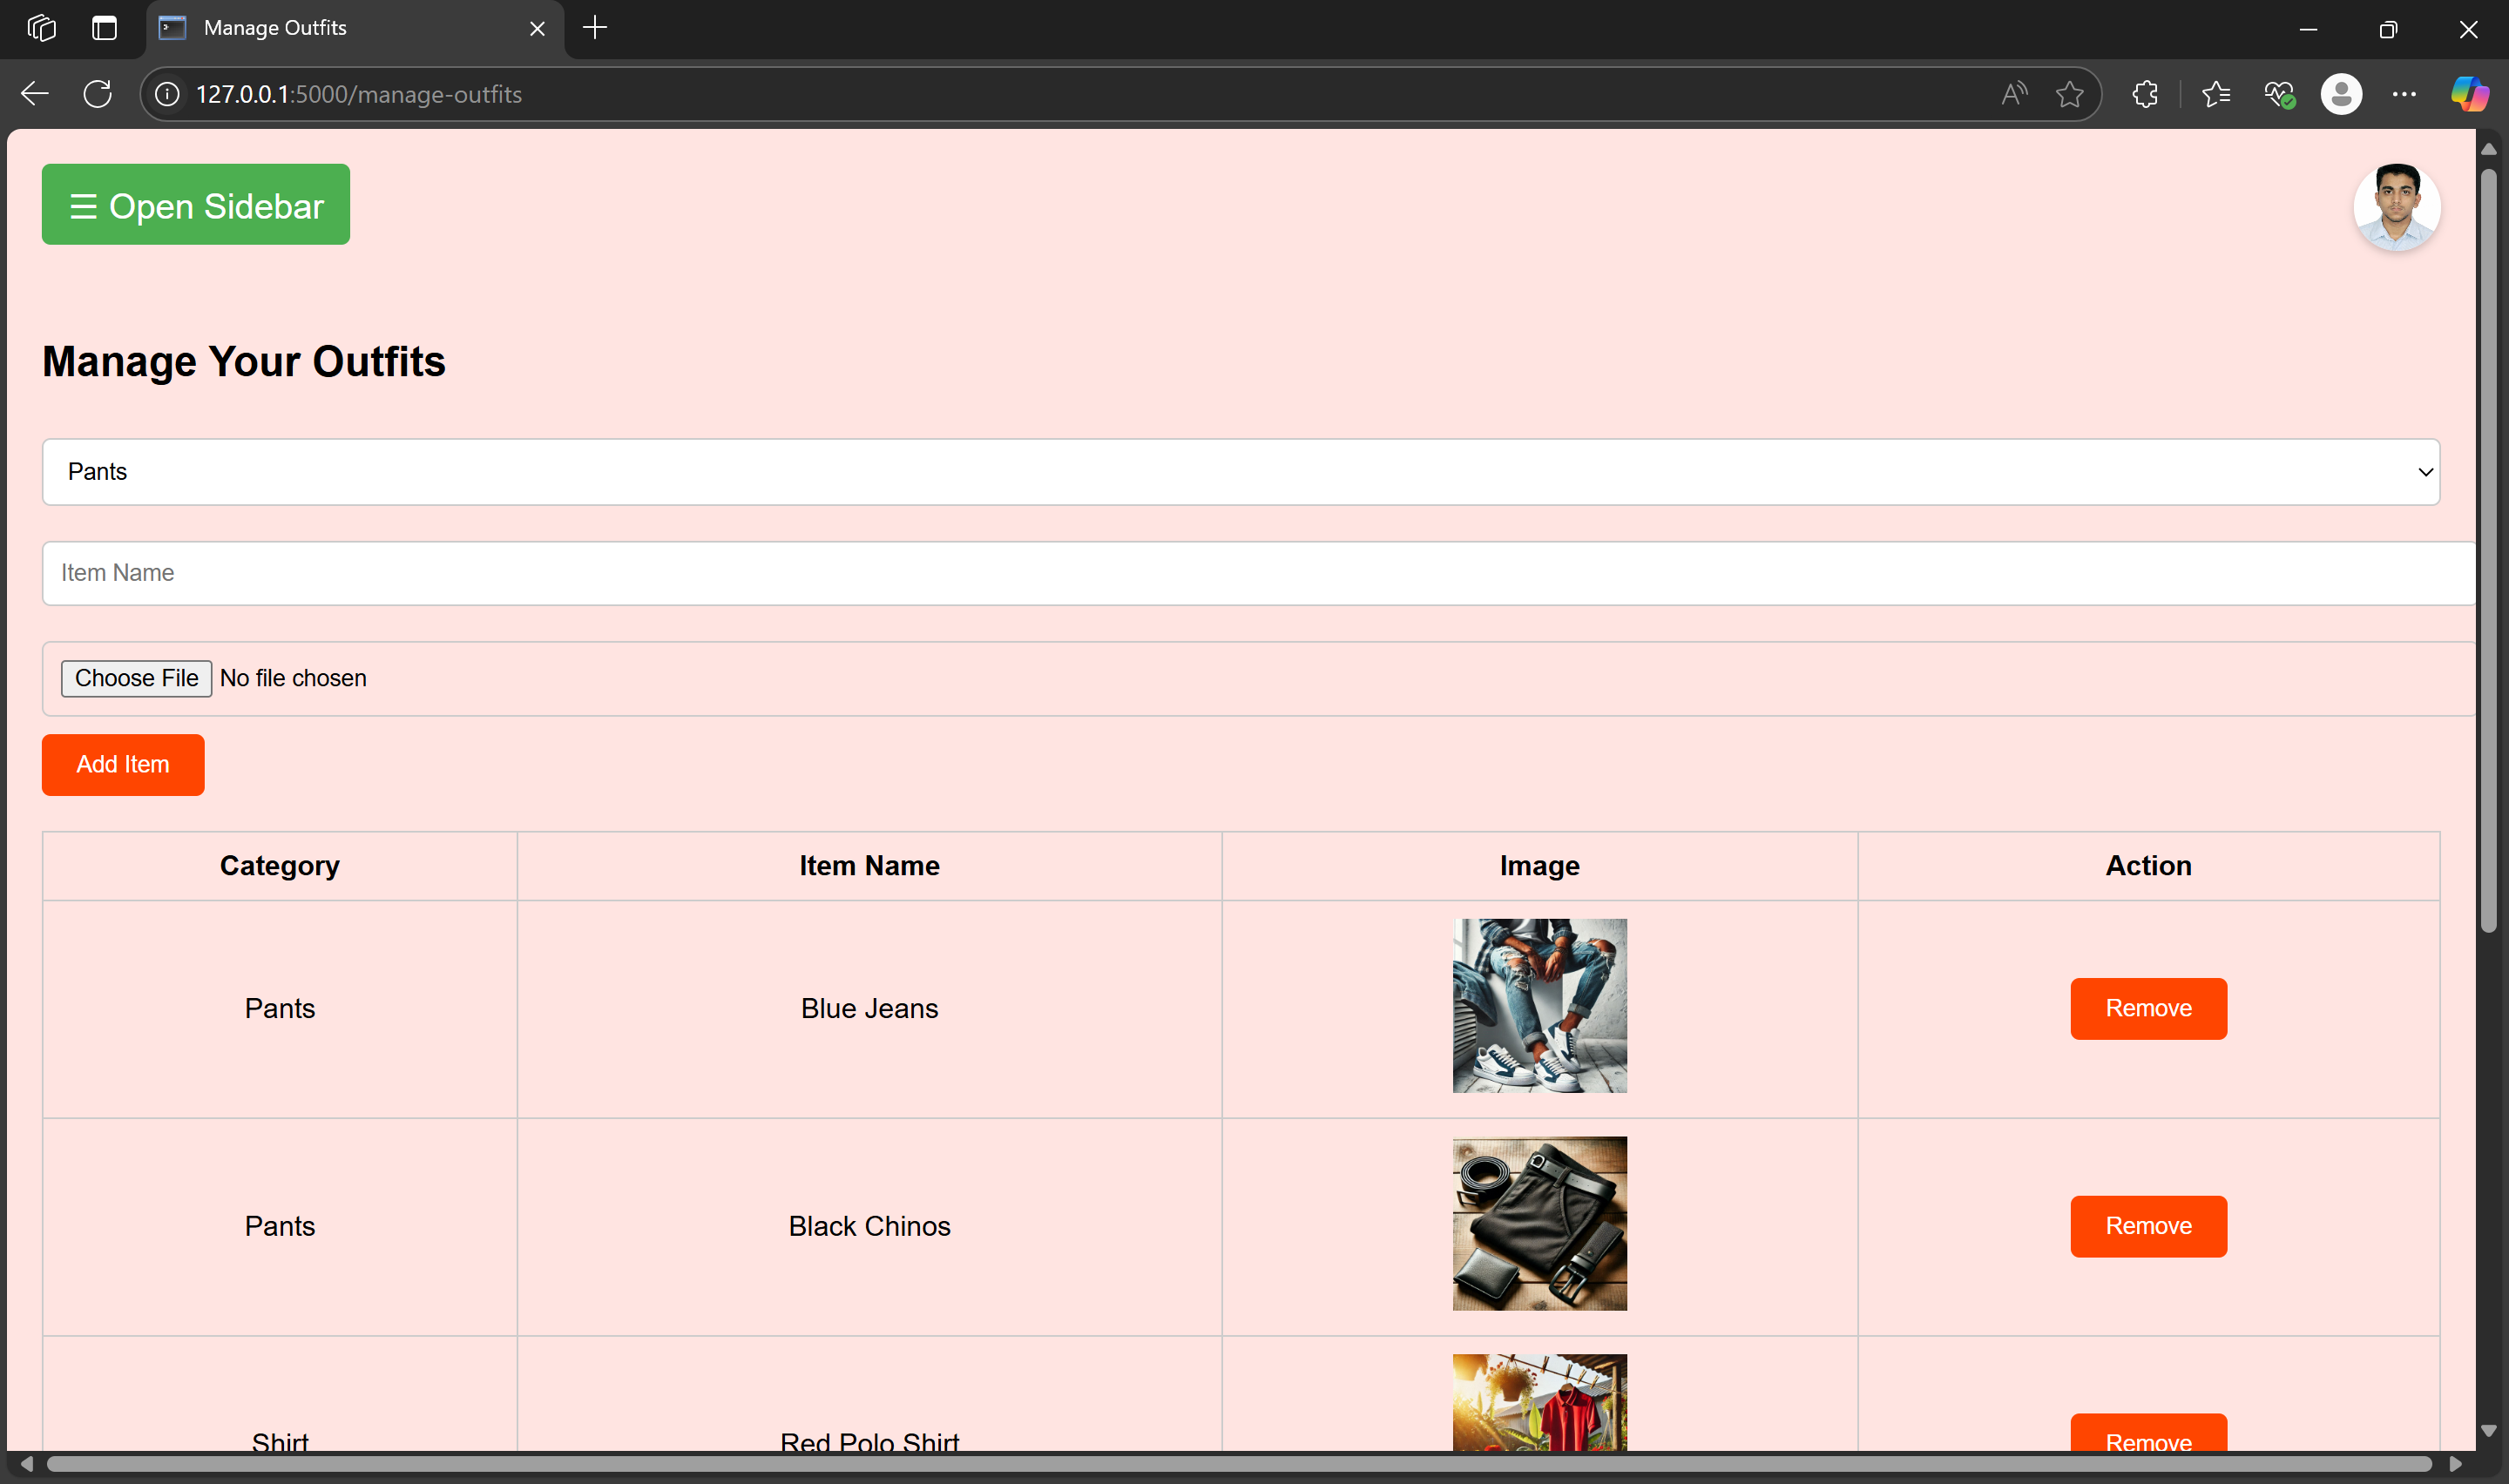 Manage Outfits
127.0.0.1:5000/manage-outfits
☰ Open Sidebar
Manage Your Outfits
Pants
Item Name
Choose File No file chosen
Add Item
Category Item Name Image Action
Pants Blue Jeans Remove
Pants Black Chinos Remove
Shirt Red Polo Shirt Remove